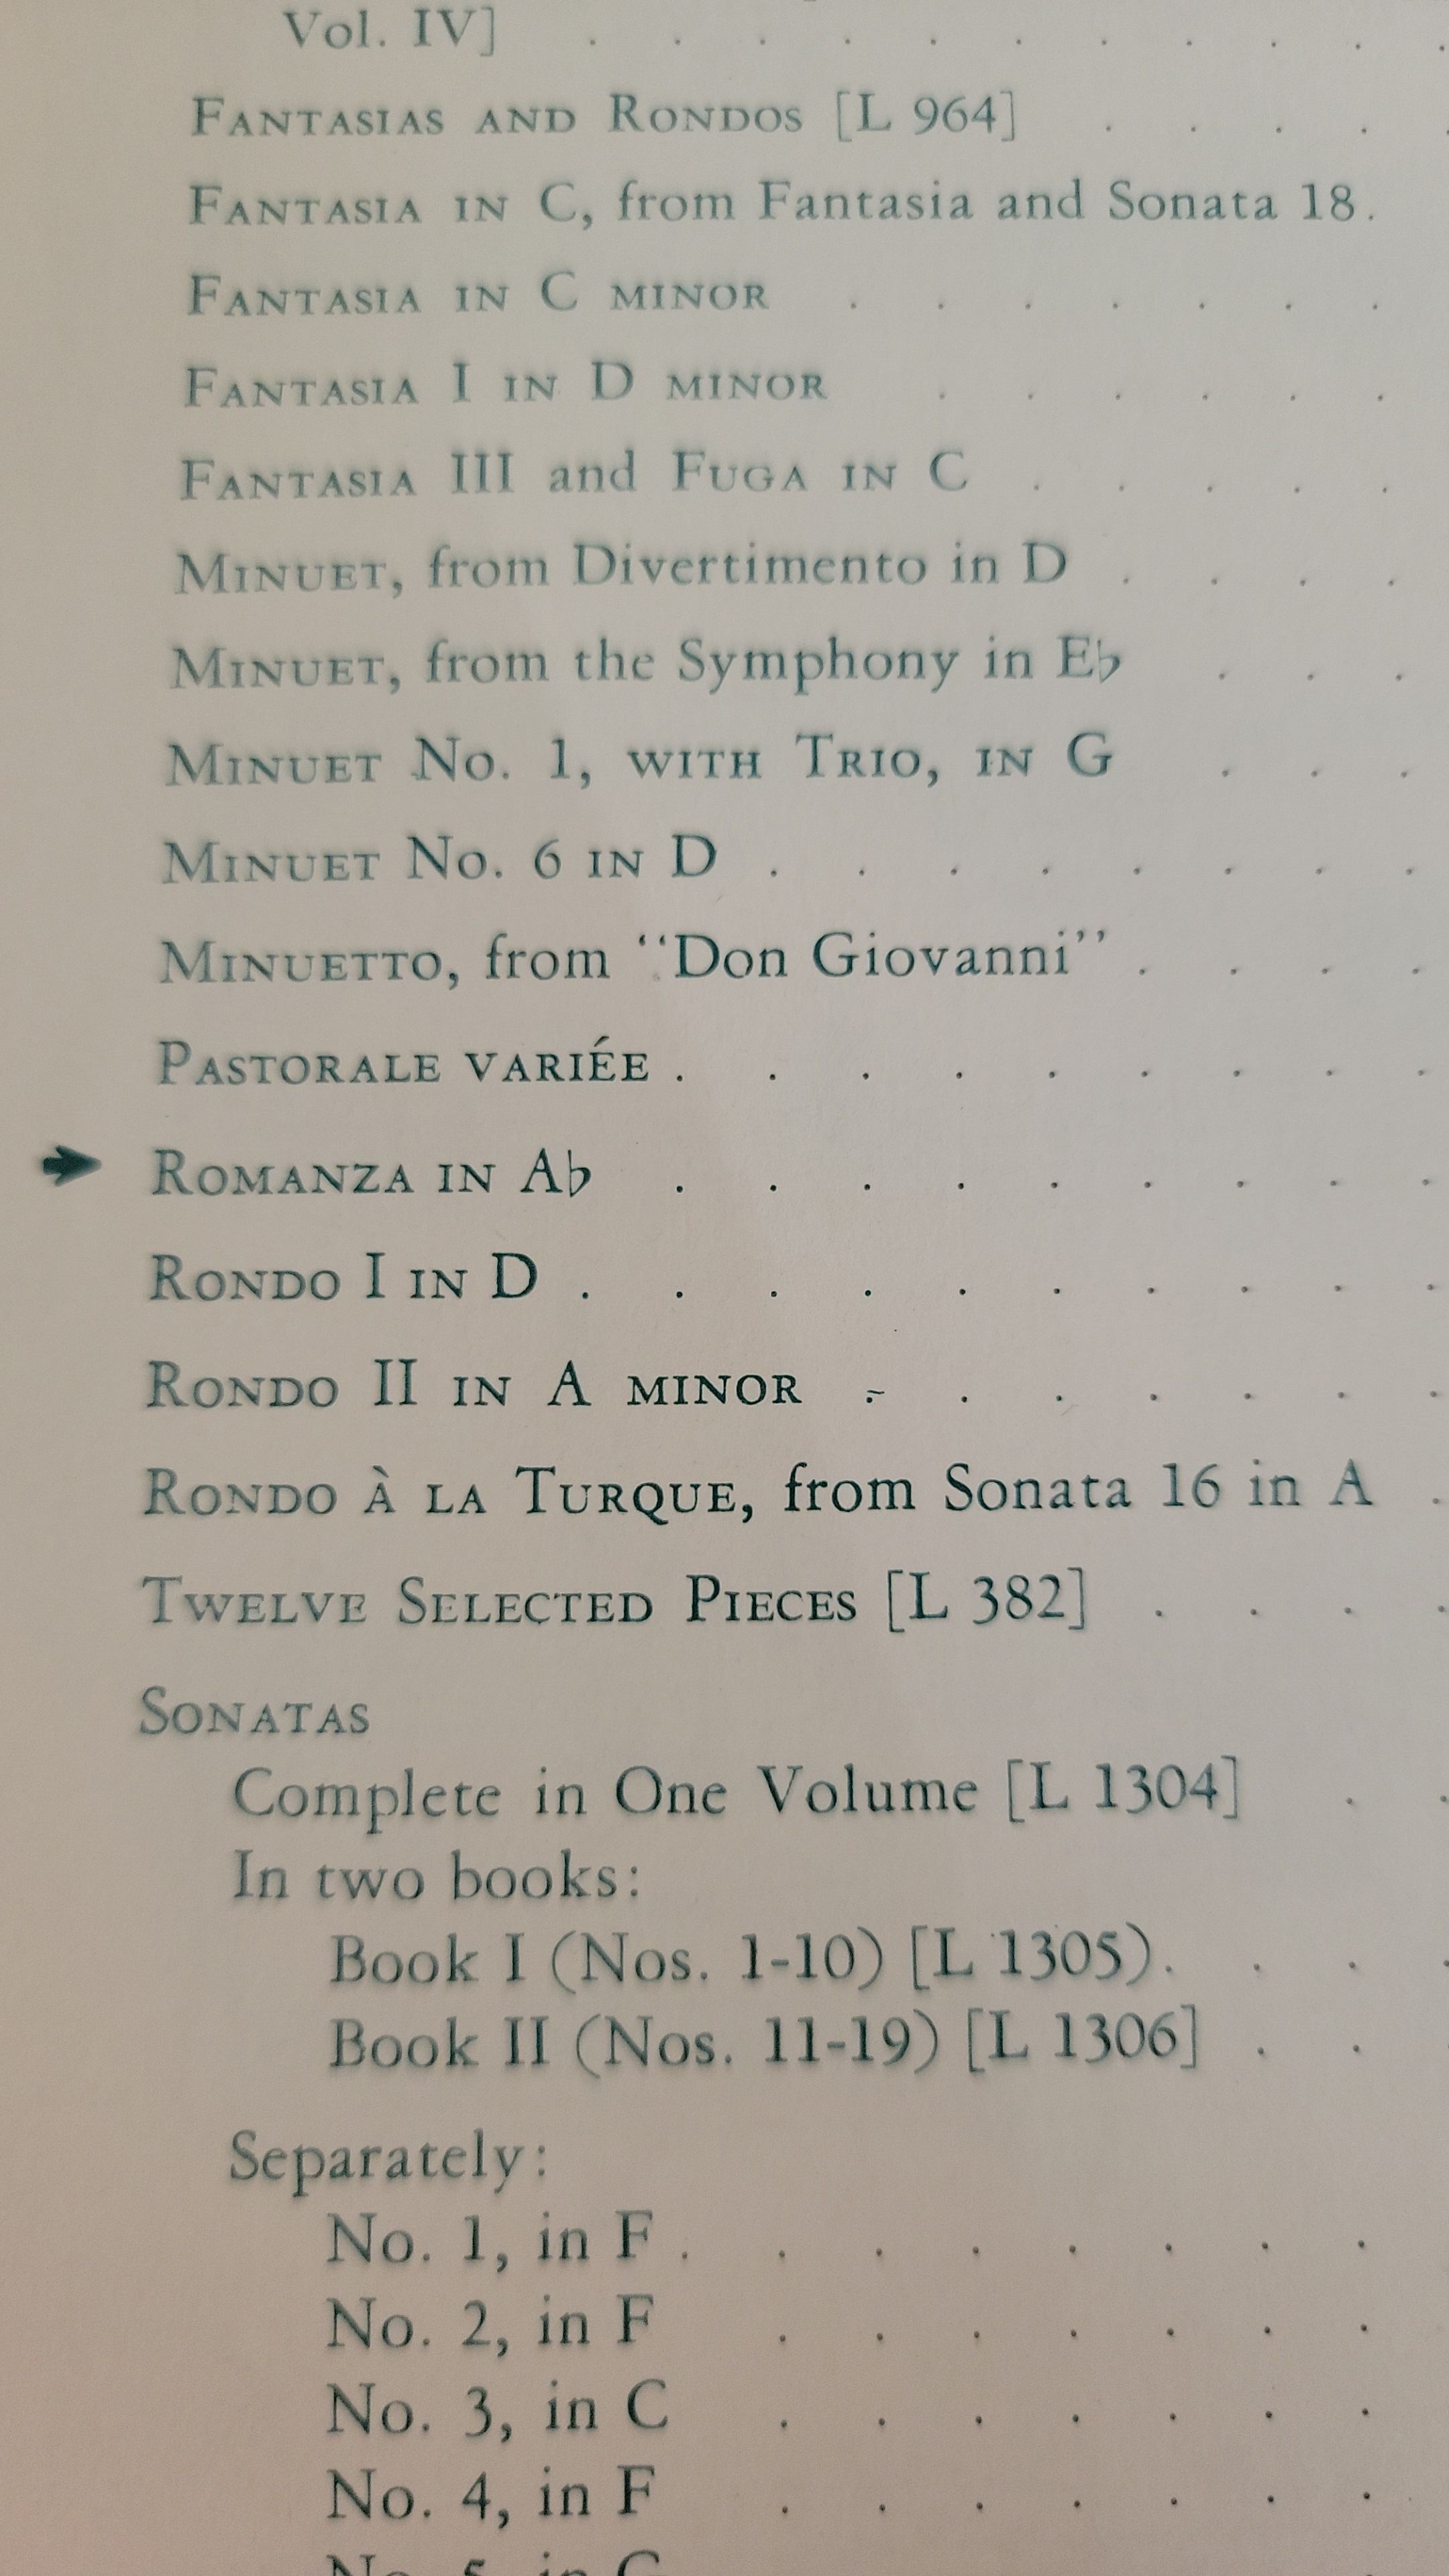 Vol. IV] . . . . . . . . . . .
FANTASIAS AND RONDOS [L 964] . . . . .
FANTASIA IN C, from Fantasia and Sonata 18.
FANTASIA IN C MINOR . . . . . . .
FANTASIA I IN D MINOR . . . . . .
FANTASIA III and FUGA IN C . . . . .
MINUET, from Divertimento in D . . . .
MINUET, from the Symphony in E♭ . . .
MINUET No. 1, WITH TRIO, IN G . . .
MINUET No. 6 IN D . . . . . . . .
MINUETTO, from "Don Giovanni" . . . .
PASTORALE VARIÉE . . . . . . . . .
➔ ROMANZA IN A♭ . . . . . . . . .
RONDO I IN D . . . . . . . . . .
RONDO II IN A MINOR . . . . . . .
RONDO À LA TURQUE, from Sonata 16 in A .
TWELVE SELECTED PIECES [L 382] . . . .
SONATAS
Complete in One Volume [L 1304] . .
In two books:
Book I (Nos. 1-10) [L 1305). . . .
Book II (Nos. 11-19) [L 1306] . .
Separately:
No. 1, in F . . . . . . . .
No. 2, in F . . . . . . .
No. 3, in C . . . . . . .
No. 4, in F . . . . . . .
No. 5, in G